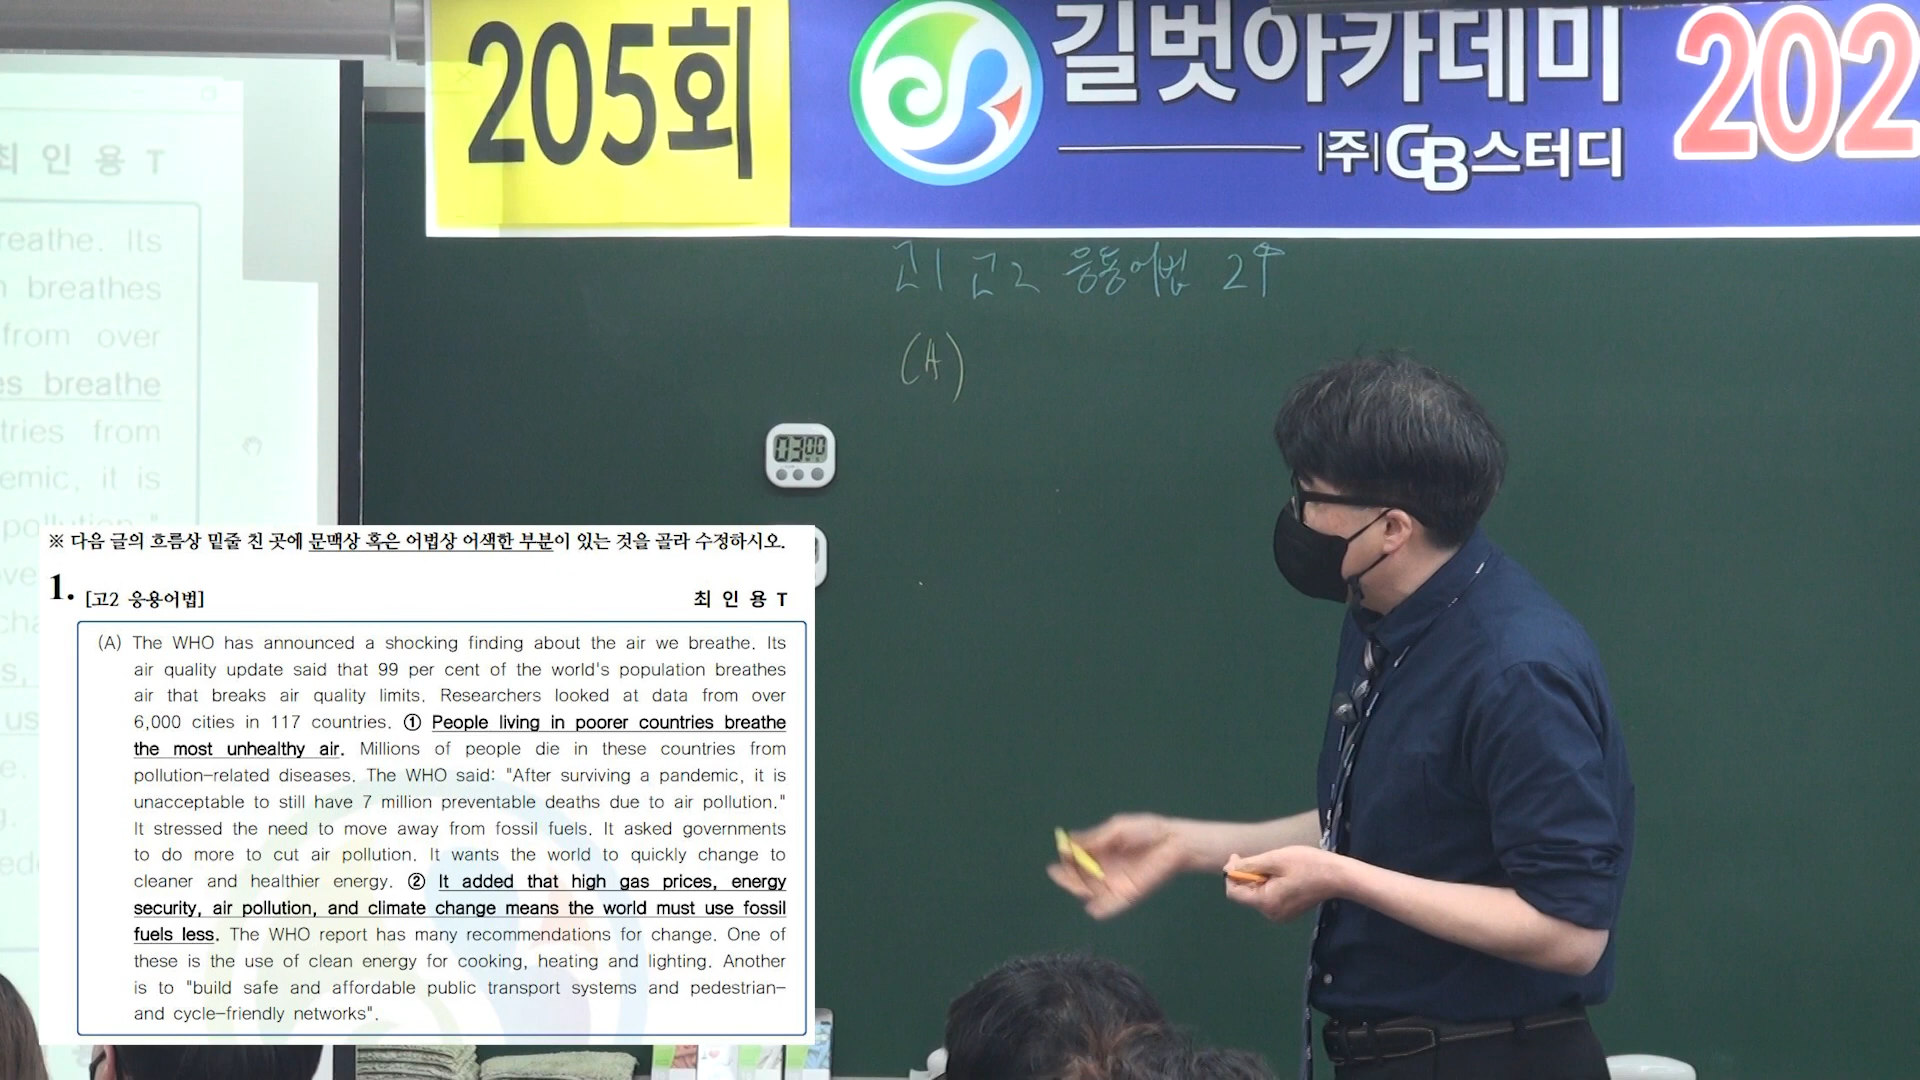 205회
길벗아카데미
202
|주|GB스터디
최 인 용 T
reathe. Its
breathes
from over
es breathe
tries from
emic, it is
pollution."
고1 고2 응용어법 2
(A)
03:00
※ 다음 글의 흐름상 밑줄 친 곳에 문맥상 혹은 어법상 어색한 부분이 있는 것을 골라 수정하시오.
1. [고2 응용어법] 최 인 용 T
(A) The WHO has announced a shocking finding about the air we breathe. Its
air quality update said that 99 per cent of the world's population breathes
air that breaks air quality limits. Researchers looked at data from over
6,000 cities in 117 countries. ① People living in poorer countries breathe
the most unhealthy air. Millions of people die in these countries from
pollution-related diseases. The WHO said: "After surviving a pandemic, it is
unacceptable to still have 7 million preventable deaths due to air pollution."
It stressed the need to move away from fossil fuels. It asked governments
to do more to cut air pollution. It wants the world to quickly change to
cleaner and healthier energy. ② It added that high gas prices, energy
security, air pollution, and climate change means the world must use fossil
fuels less. The WHO report has many recommendations for change. One of
these is the use of clean energy for cooking, heating and lighting. Another
is to "build safe and affordable public transport systems and pedestrian-
and cycle-friendly networks".